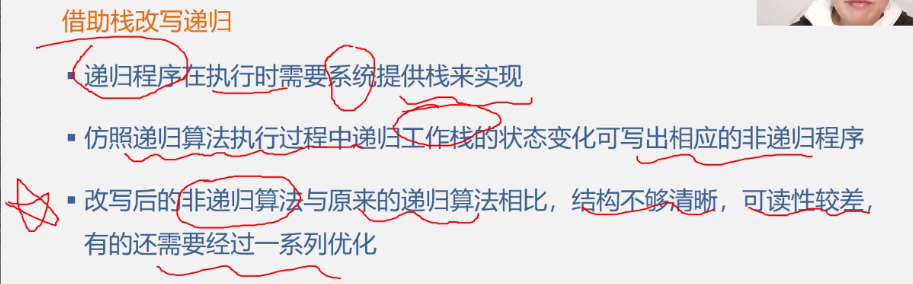 借助栈改写递归
▪ 递归程序在执行时需要系统提供栈来实现
▪ 仿照递归算法执行过程中递归工作栈的状态变化可写出相应的非递归程序
▪ 改写后的非递归算法与原来的递归算法相比，结构不够清晰，可读性较差，
有的还需要经过一系列优化